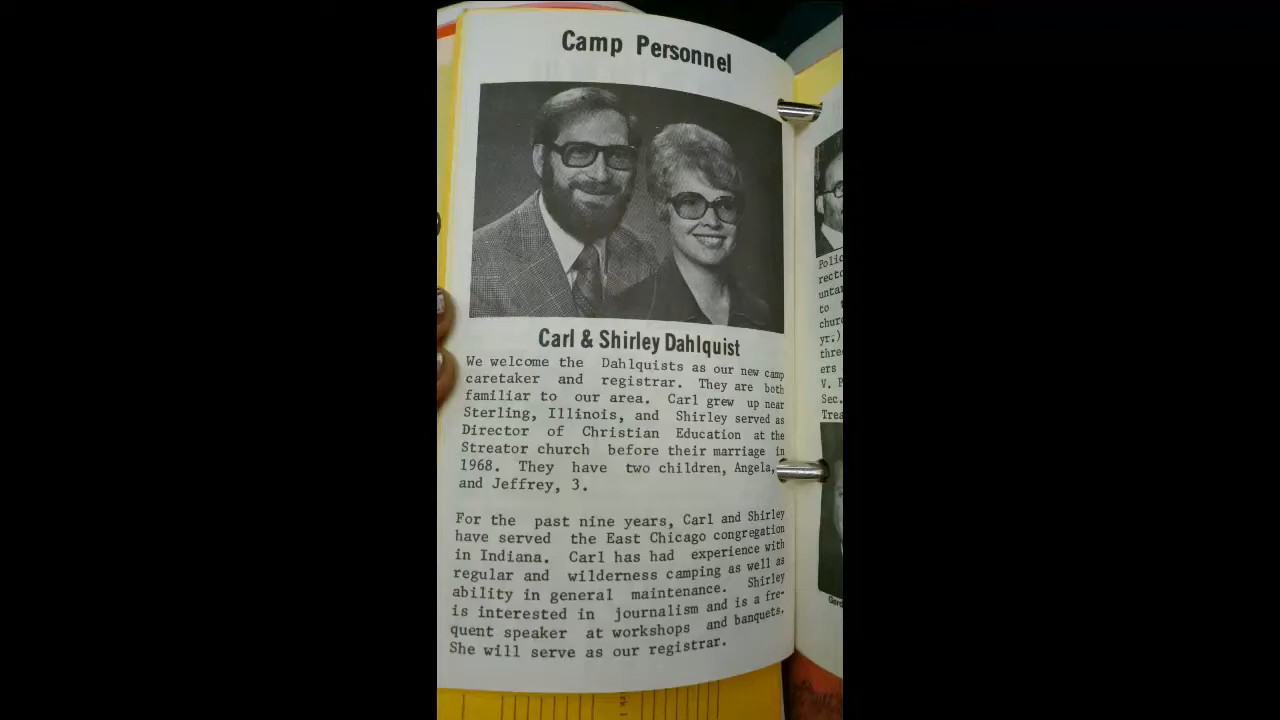 Camp Personnel
Carl & Shirley Dahlquist
We welcome the Dahlquists as our new camp
caretaker and registrar. They are both
familiar to our area. Carl grew up near
Sterling, Illinois, and Shirley served as
Director of Christian Education at the
Streator church before their marriage in
1968. They have two children, Angela,
and Jeffrey, 3.
For the past nine years, Carl and Shirley
have served the East Chicago congregation
in Indiana. Carl has had experience with
regular and wilderness camping as well as
ability in general maintenance. Shirley
is interested in journalism and is a fre-
quent speaker at workshops and banquets.
She will serve as our registrar.
to
yr.)
ers
V.
Sec.